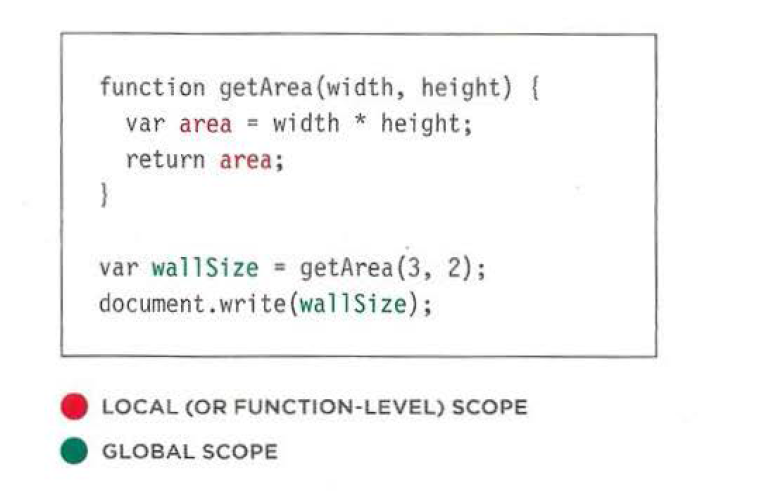 function getArea(width, height) {
  var area = width * height;
  return area;
}
var wallSize = getArea(3, 2);
document.write(wallSize);
LOCAL (OR FUNCTION-LEVEL) SCOPE
GLOBAL SCOPE